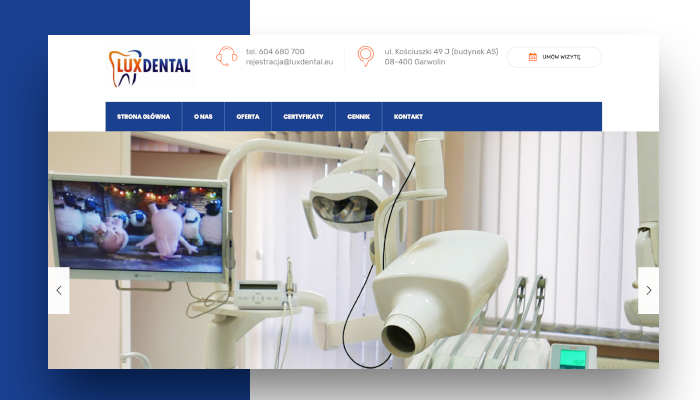 LUXDENTAL
tel. 604 680 700
rejestracja@luxdental.eu
ul. Kościuszki 49 J (budynek AS)
08-400 Garwolin
UMÓW WIZYTĘ
STRONA GŁÓWNA
O NAS
OFERTA
CERTYFIKATY
CENNIK
KONTAKT